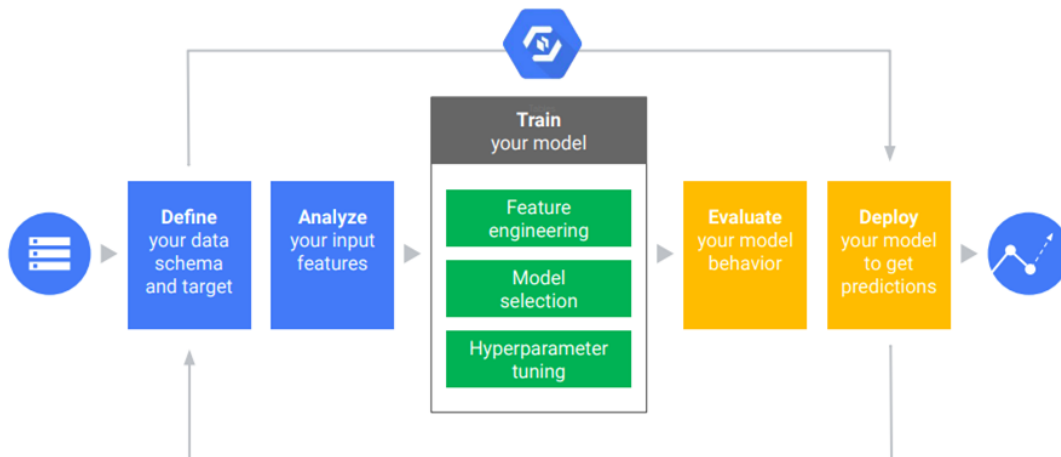 Train
your model
Define
your data
schema
and target
Analyze
your input
features
Feature
engineering
Model
selection
Hyperparameter
tuning
Evaluate
your model
behavior
Deploy
your model
to get
predictions